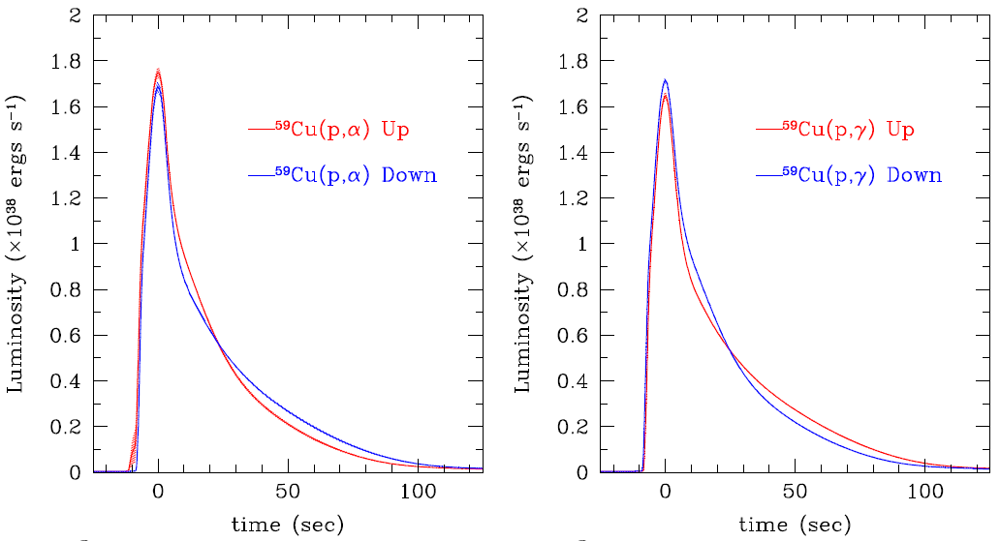 2
1.8
1.6
1.4
1.2
1
0.8
0.6
0.4
0.2
0
Luminosity (×10³⁸ ergs s⁻¹)
⁵⁹Cu(p,α) Up
⁵⁹Cu(p,α) Down
0 50 100
time (sec)
2
1.8
1.6
1.4
1.2
1
0.8
0.6
0.4
0.2
0
Luminosity (×10³⁸ ergs s⁻¹)
⁵⁹Cu(p,γ) Up
⁵⁹Cu(p,γ) Down
0 50 100
time (sec)